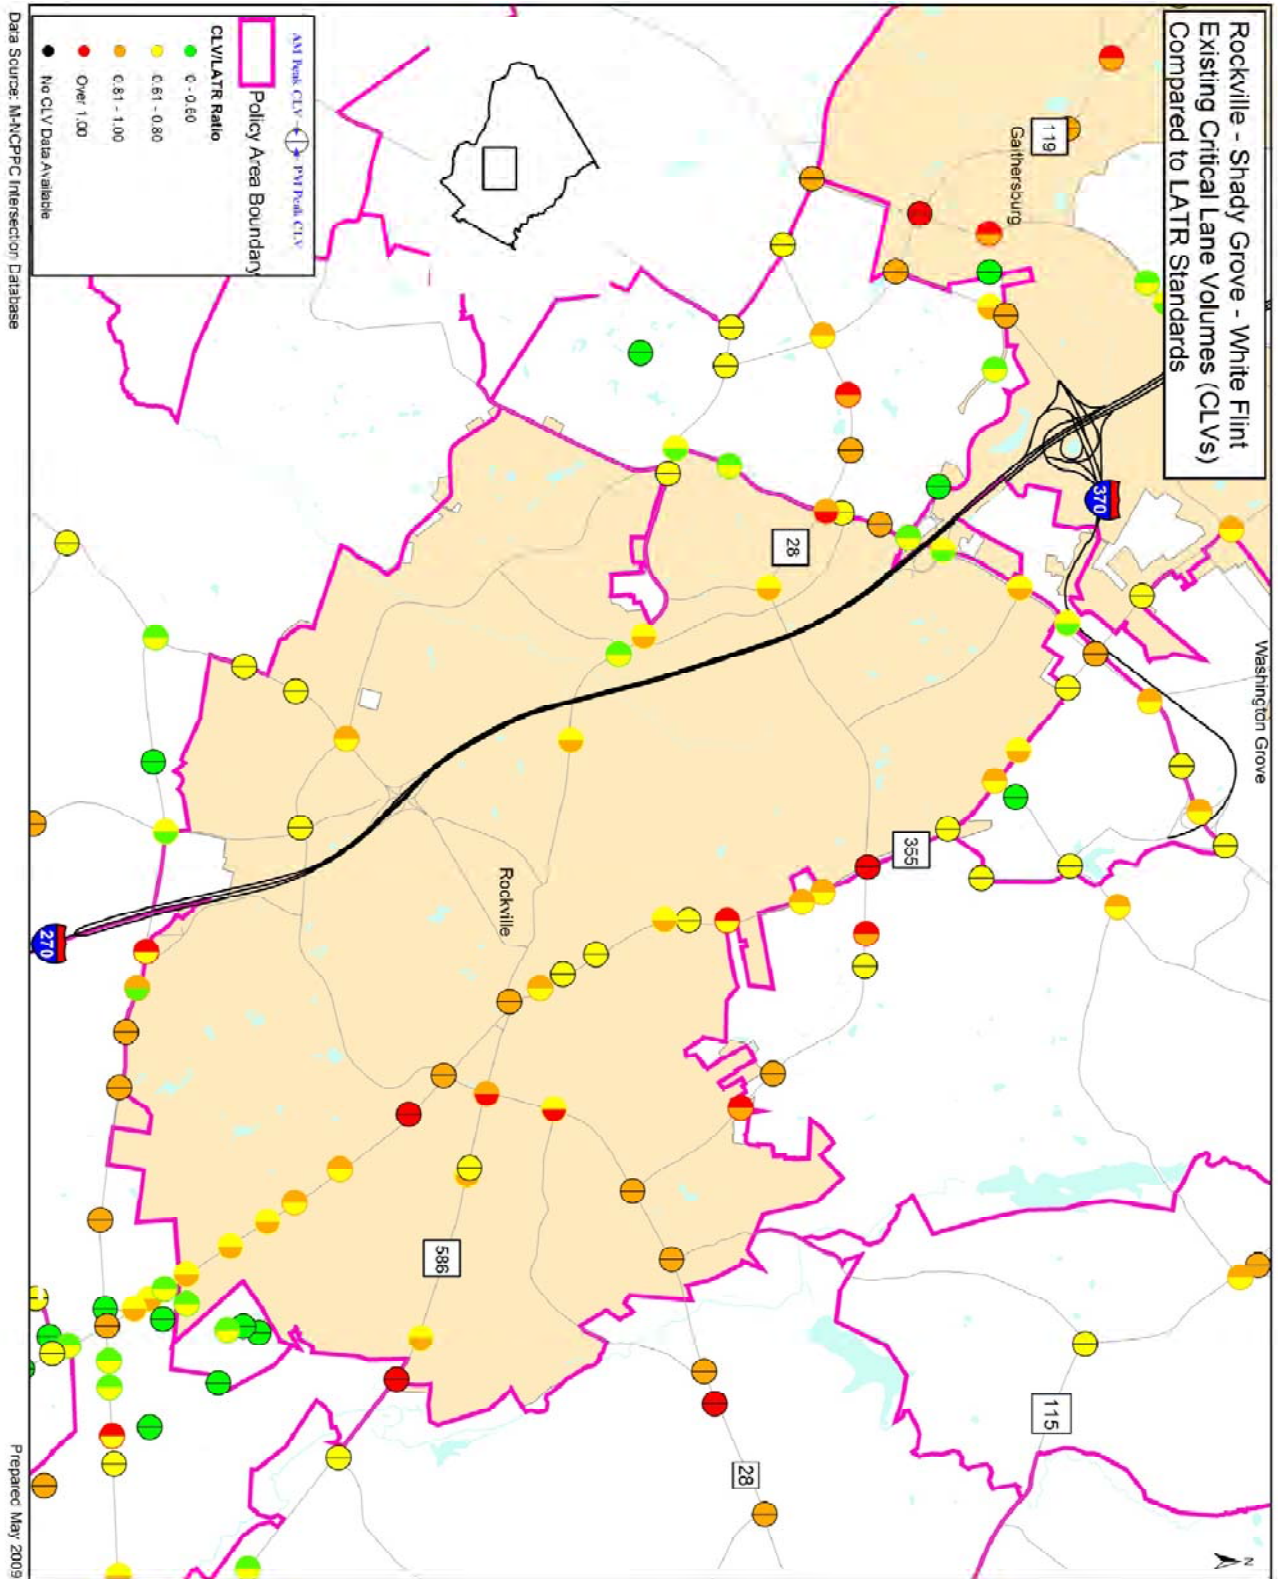 Rockville - Shady Grove - White Flint
Existing Critical Lane Volumes (CLVs)
Compared to LATR Standards
119
Gaithersburg
370
Washington Grove
28
355
Rockville
270
586
115
28
N
AM Peak CLV
PM Peak CLV
Policy Area Boundary
CLV/LATR Ratio
0 - 0.60
0.61 - 0.80
0.81 - 1.00
Over 1.00
No CLV Data Available
Data Source: M-NCPPC Intersection Database
Prepared May 2009